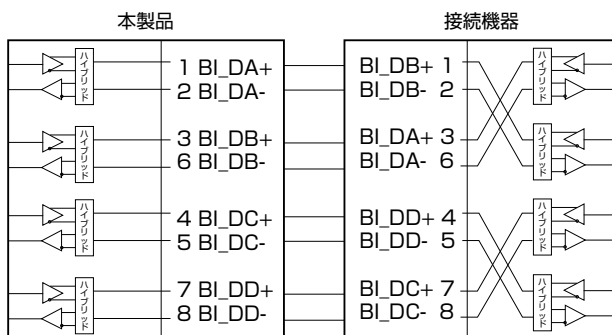 本製品
接続機器
ハイブリッド
1 BI_DA+
2 BI_DA-
BI_DB+ 1
BI_DB- 2
ハイブリッド
ハイブリッド
3 BI_DB+
6 BI_DB-
BI_DA+ 3
BI_DA- 6
ハイブリッド
ハイブリッド
4 BI_DC+
5 BI_DC-
BI_DD+ 4
BI_DD- 5
ハイブリッド
ハイブリッド
7 BI_DD+
8 BI_DD-
BI_DC+ 7
BI_DC- 8
ハイブリッド